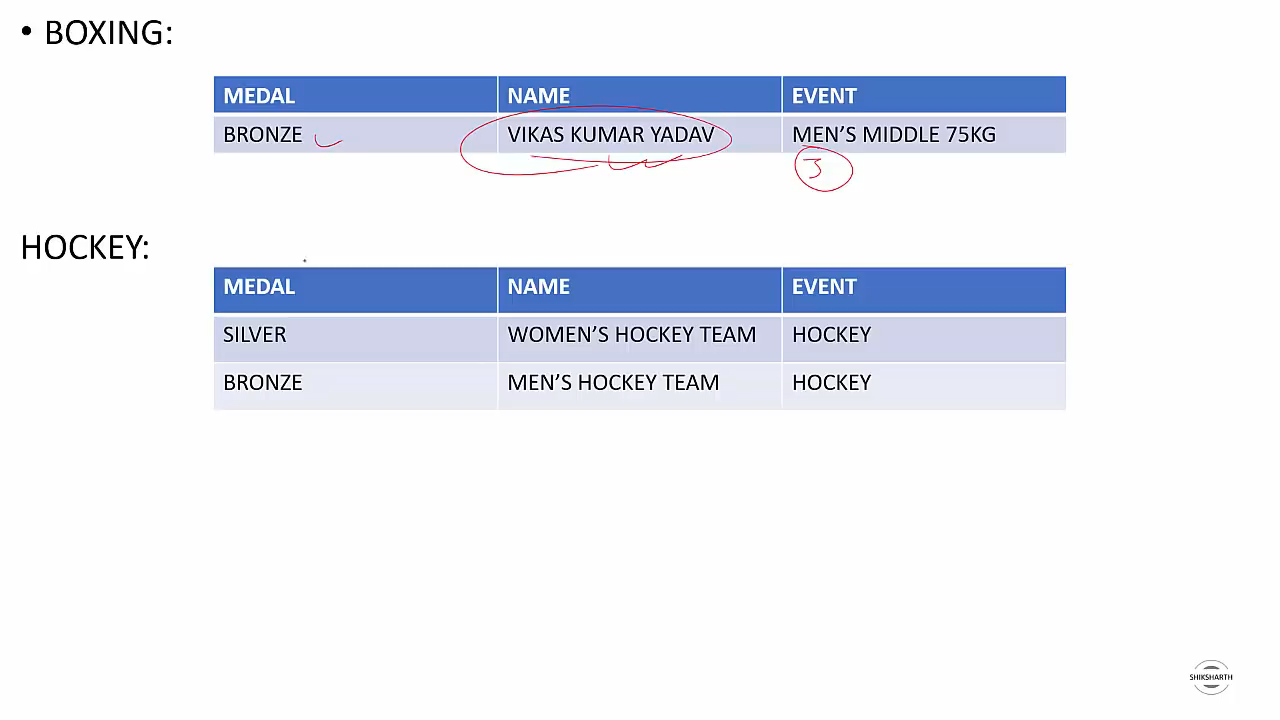 • BOXING:
MEDAL NAME EVENT
BRONZE VIKAS KUMAR YADAV MEN'S MIDDLE 75KG
3
HOCKEY:
MEDAL NAME EVENT
SILVER WOMEN'S HOCKEY TEAM HOCKEY
BRONZE MEN'S HOCKEY TEAM HOCKEY
SHIKSHARTH